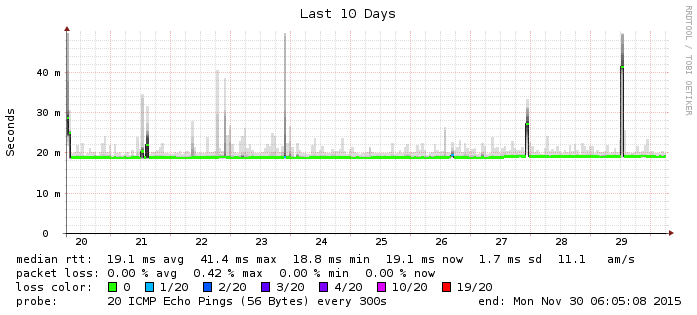 Last 10 Days
RRDTOOL / TOBI OETIKER
Seconds
40 m
30 m
20 m
10 m
0
20 21 22 23 24 25 26 27 28 29
median rtt: 19.1 ms avg 41.4 ms max 18.8 ms min 19.1 ms now 1.7 ms sd 11.1 am/s
packet loss: 0.00 % avg 0.42 % max 0.00 % min 0.00 % now
loss color: 0 1/20 2/20 3/20 4/20 10/20 19/20
probe: 20 ICMP Echo Pings (56 Bytes) every 300s end: Mon Nov 30 06:05:08 2015